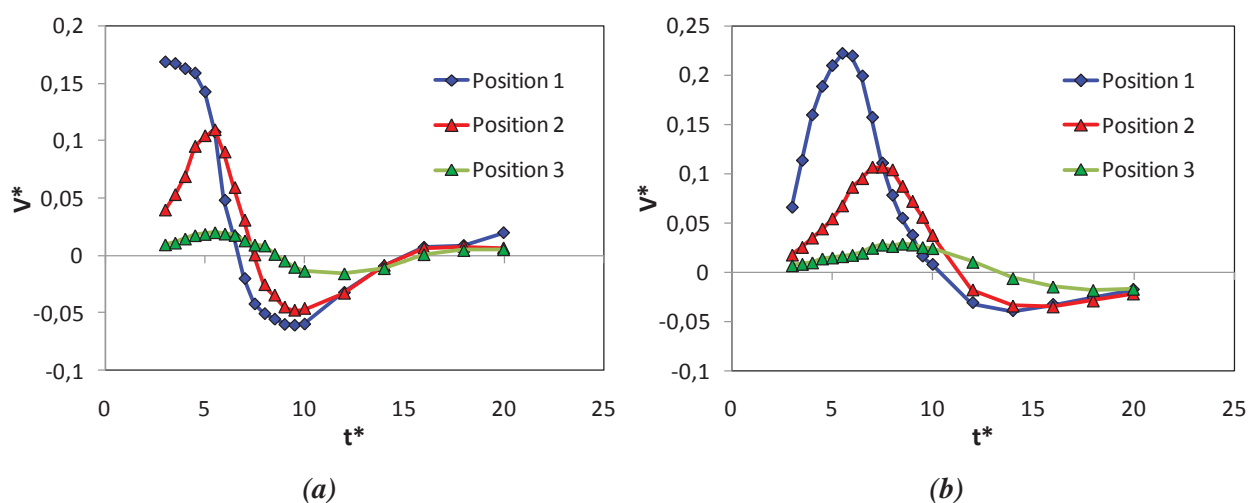 0,2
0,15
0,1
0,05
0
-0,05
-0,1
V*
0 5 10 15 20 25
t*
Position 1
Position 2
Position 3
(a)
0,25
0,2
0,15
0,1
0,05
0
-0,05
-0,1
V*
0 5 10 15 20 25
t*
Position 1
Position 2
Position 3
(b)